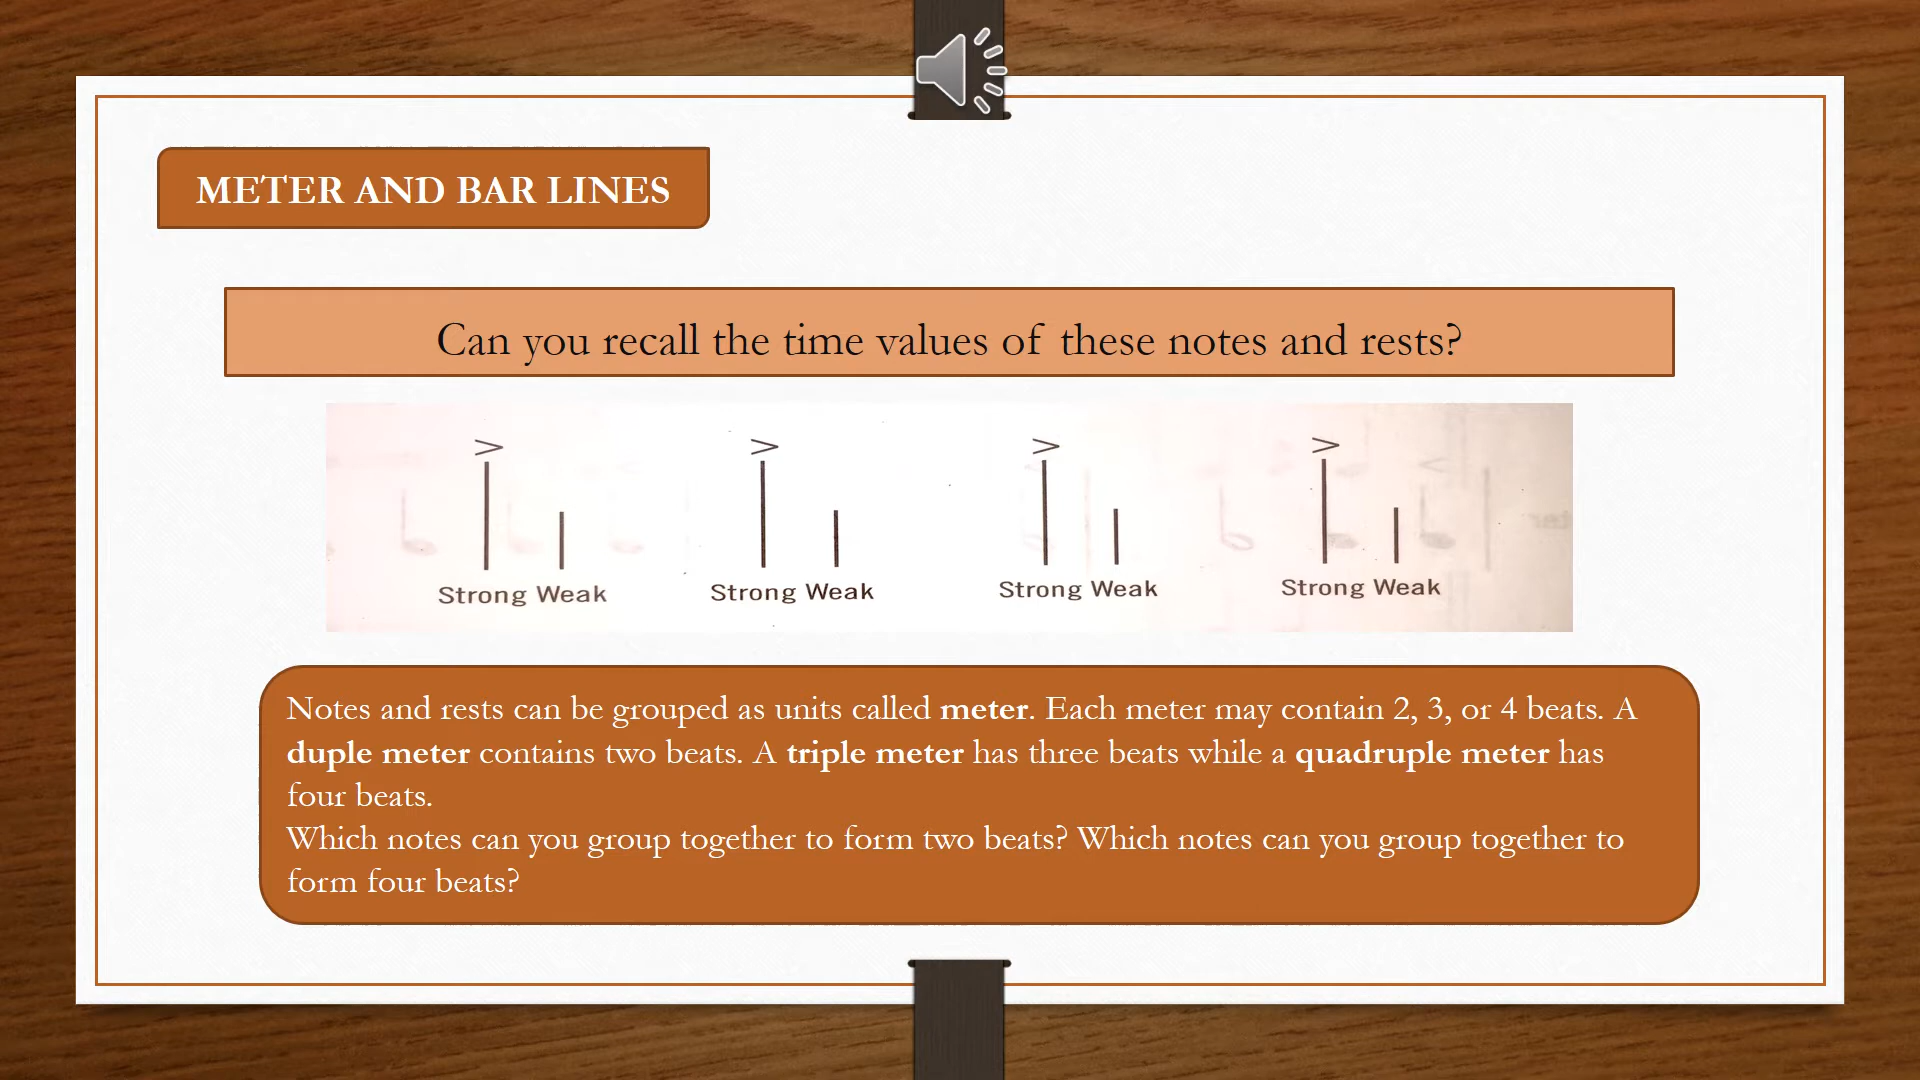 METER AND BAR LINES
Can you recall the time values of these notes and rests?
> > > >
Strong Weak Strong Weak Strong Weak Strong Weak
Notes and rests can be grouped as units called meter. Each meter may contain 2, 3, or 4 beats. A
duple meter contains two beats. A triple meter has three beats while a quadruple meter has
four beats.
Which notes can you group together to form two beats? Which notes can you group together to
form four beats?